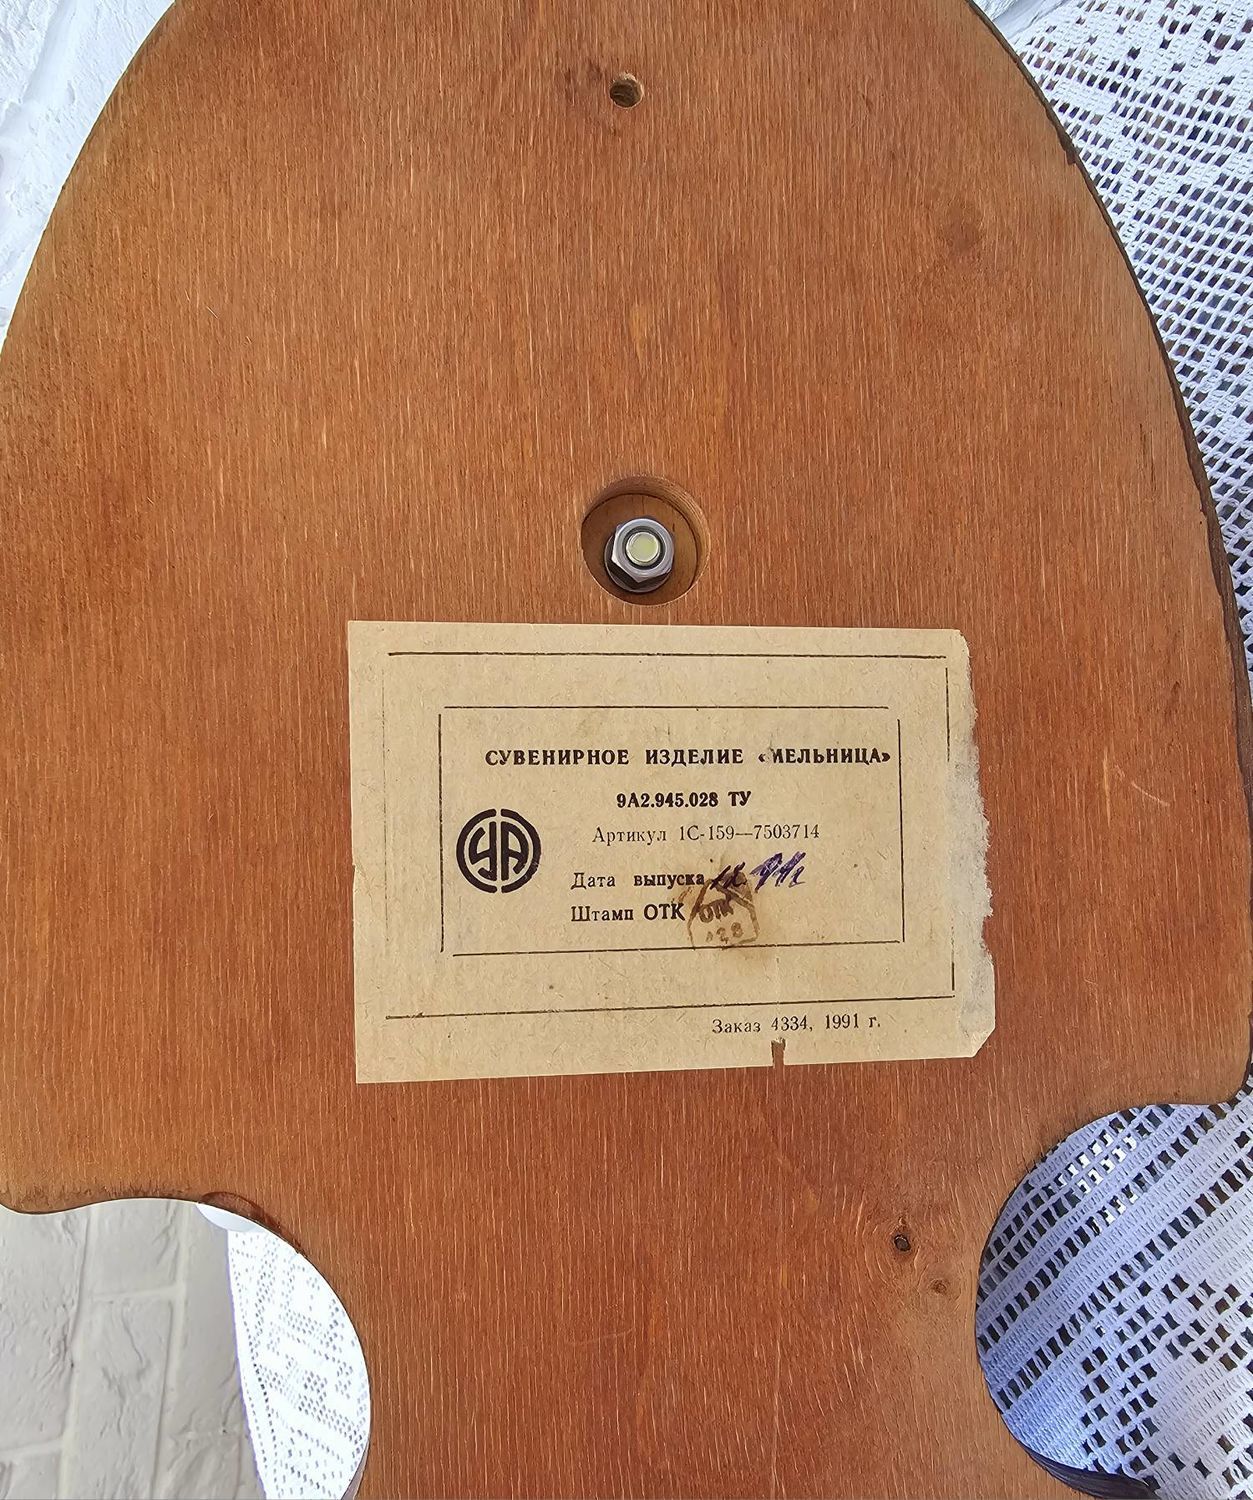 СУВЕНИРНОЕ ИЗДЕЛИЕ «МЕЛЬНИЦА»
9А2.945.028 ТУ
УА
Артикул 1С-159—7503714
Дата выпуска
Штамп ОТК
ОТК
Заказ 4334, 1991 г.